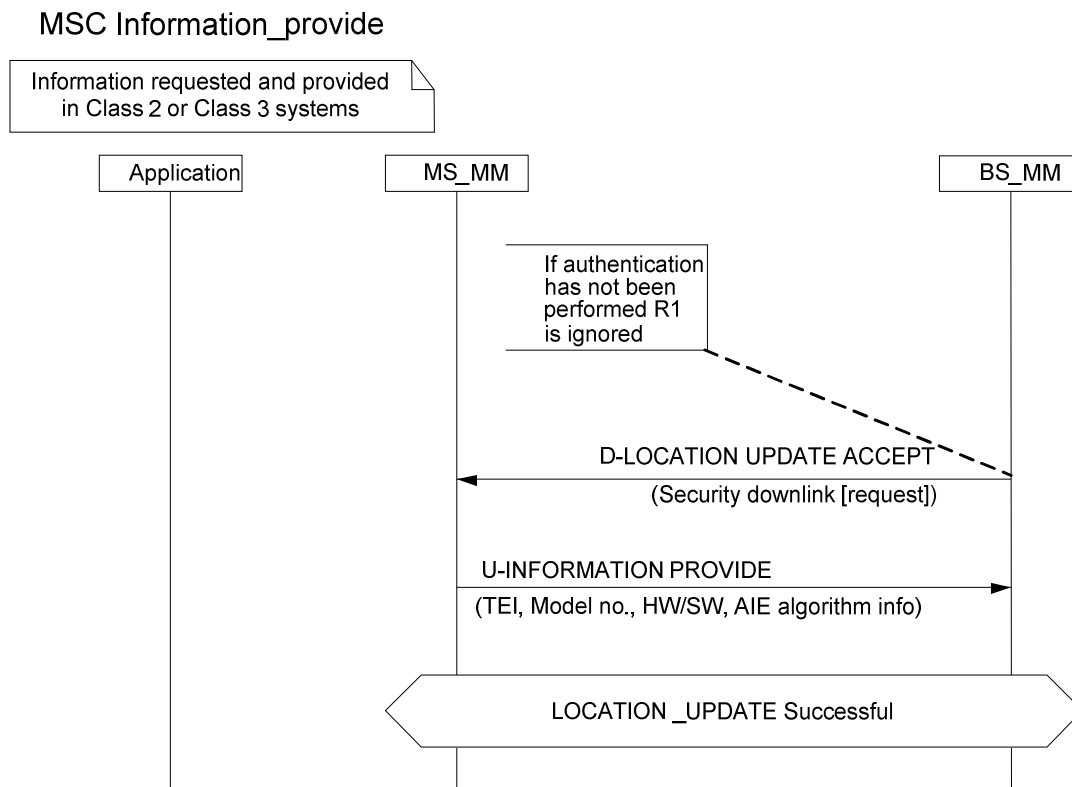 MSC Information_provide
Information requested and provided
in Class 2 or Class 3 systems
Application
MS_MM
BS_MM
If authentication
has not been
performed R1
is ignored
D-LOCATION UPDATE ACCEPT
(Security downlink [request])
U-INFORMATION PROVIDE
(TEI, Model no., HW/SW, AIE algorithm info)
LOCATION _UPDATE Successful